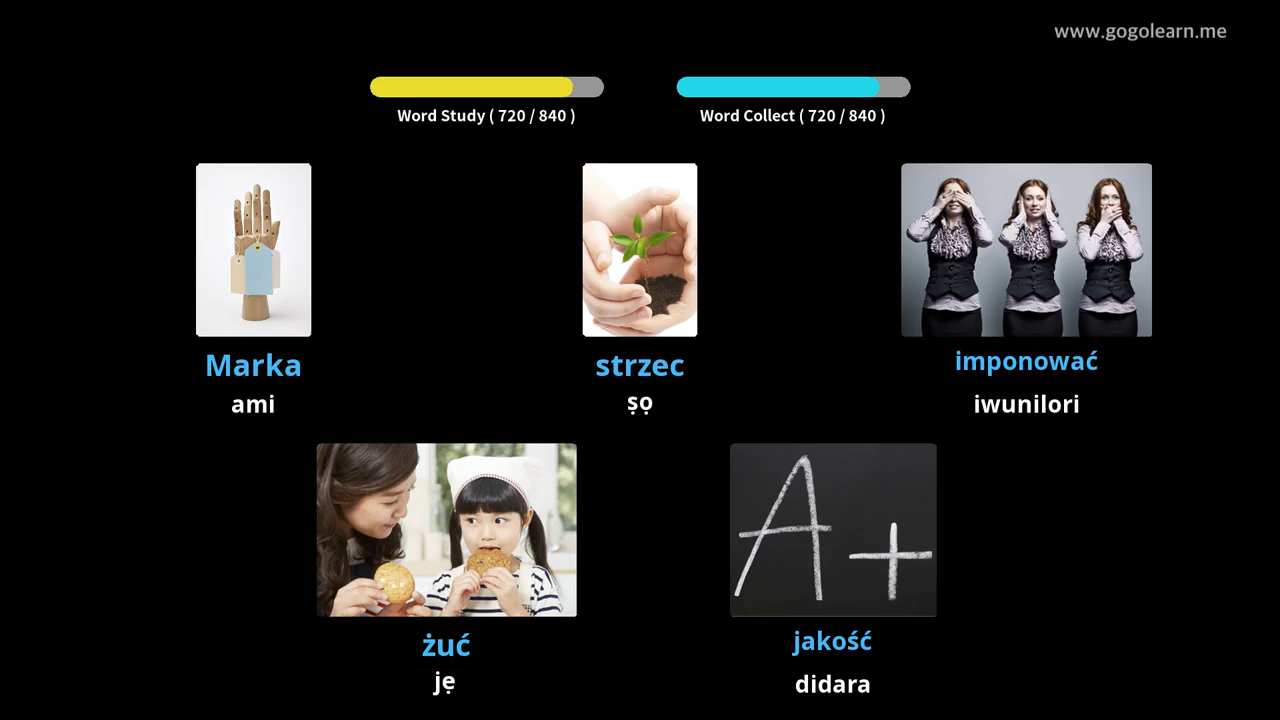 www.gogolearn.me
Word Study ( 720 / 840 )
Word Collect ( 720 / 840 )
Marka
ami
strzec
ṣọ
imponować
iwunilori
A+
żuć
jẹ
jakość
didara